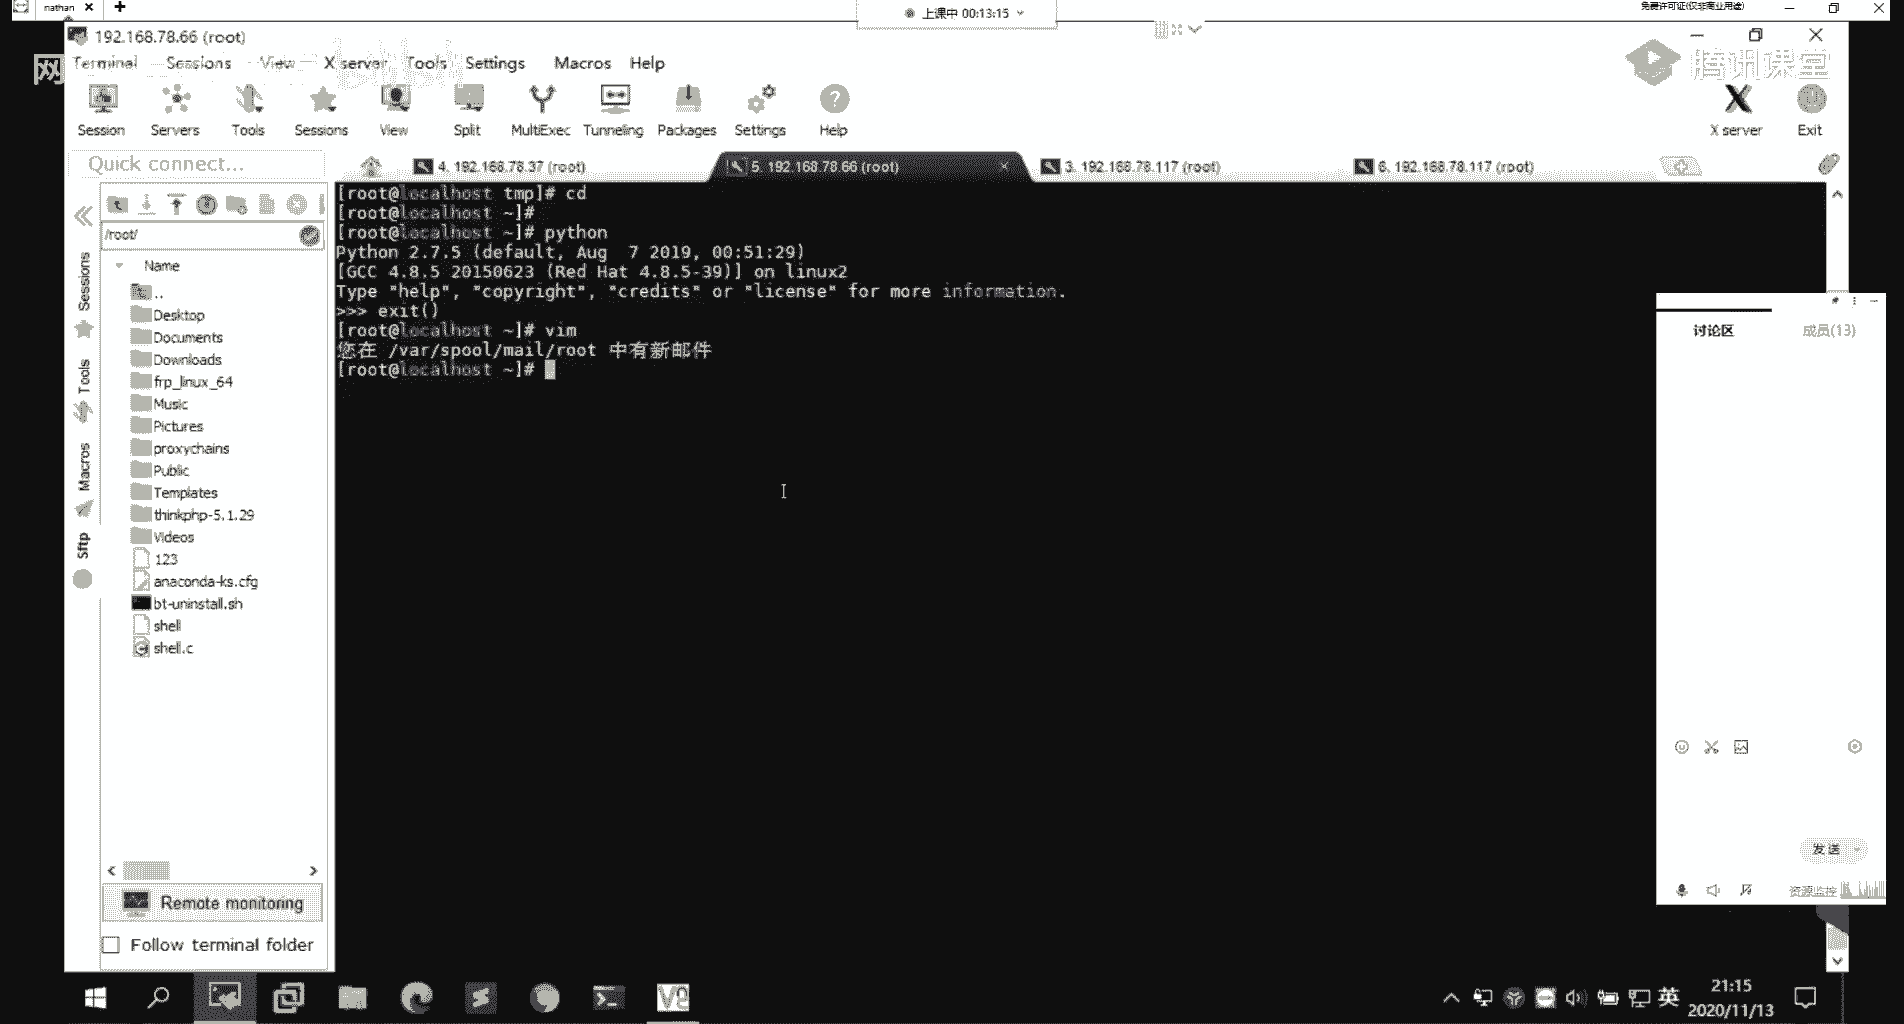 nathan
上课中 00:13:15
免费许可证(仅非商业用途)
192.168.78.66 (root)
网
Terminal Sessions View X server Tools Settings Macros Help
腾讯课堂
Session Servers Tools Sessions View Split MultiExec Tunneling Packages Settings Help X server Exit
Quick connect...
4. 192.168.78.37 (root)
5. 192.168.78.66 (root)
3. 192.168.78.117 (root)
6. 192.168.78.117 (root)
/root/
Name
..
Desktop
Documents
Downloads
frp_linux_64
Music
Pictures
proxychains
Public
Templates
thinkphp-5.1.29
Videos
123
anaconda-ks.cfg
bt-uninstall.sh
shell
shell.c
Sessions
Tools
Macros
Sftp
Remote monitoring
Follow terminal folder
[root@localhost tmp]# cd
[root@localhost ~]#
[root@localhost ~]# python
Python 2.7.5 (default, Aug  7 2019, 00:51:29)
[GCC 4.8.5 20150623 (Red Hat 4.8.5-39)] on linux2
Type "help", "copyright", "credits" or "license" for more information.
>>> exit()
[root@localhost ~]# vim
您在 /var/spool/mail/root 中有新邮件
[root@localhost ~]#
讨论区
成员(13)
发送
资源监控
英
21:15
2020/11/13